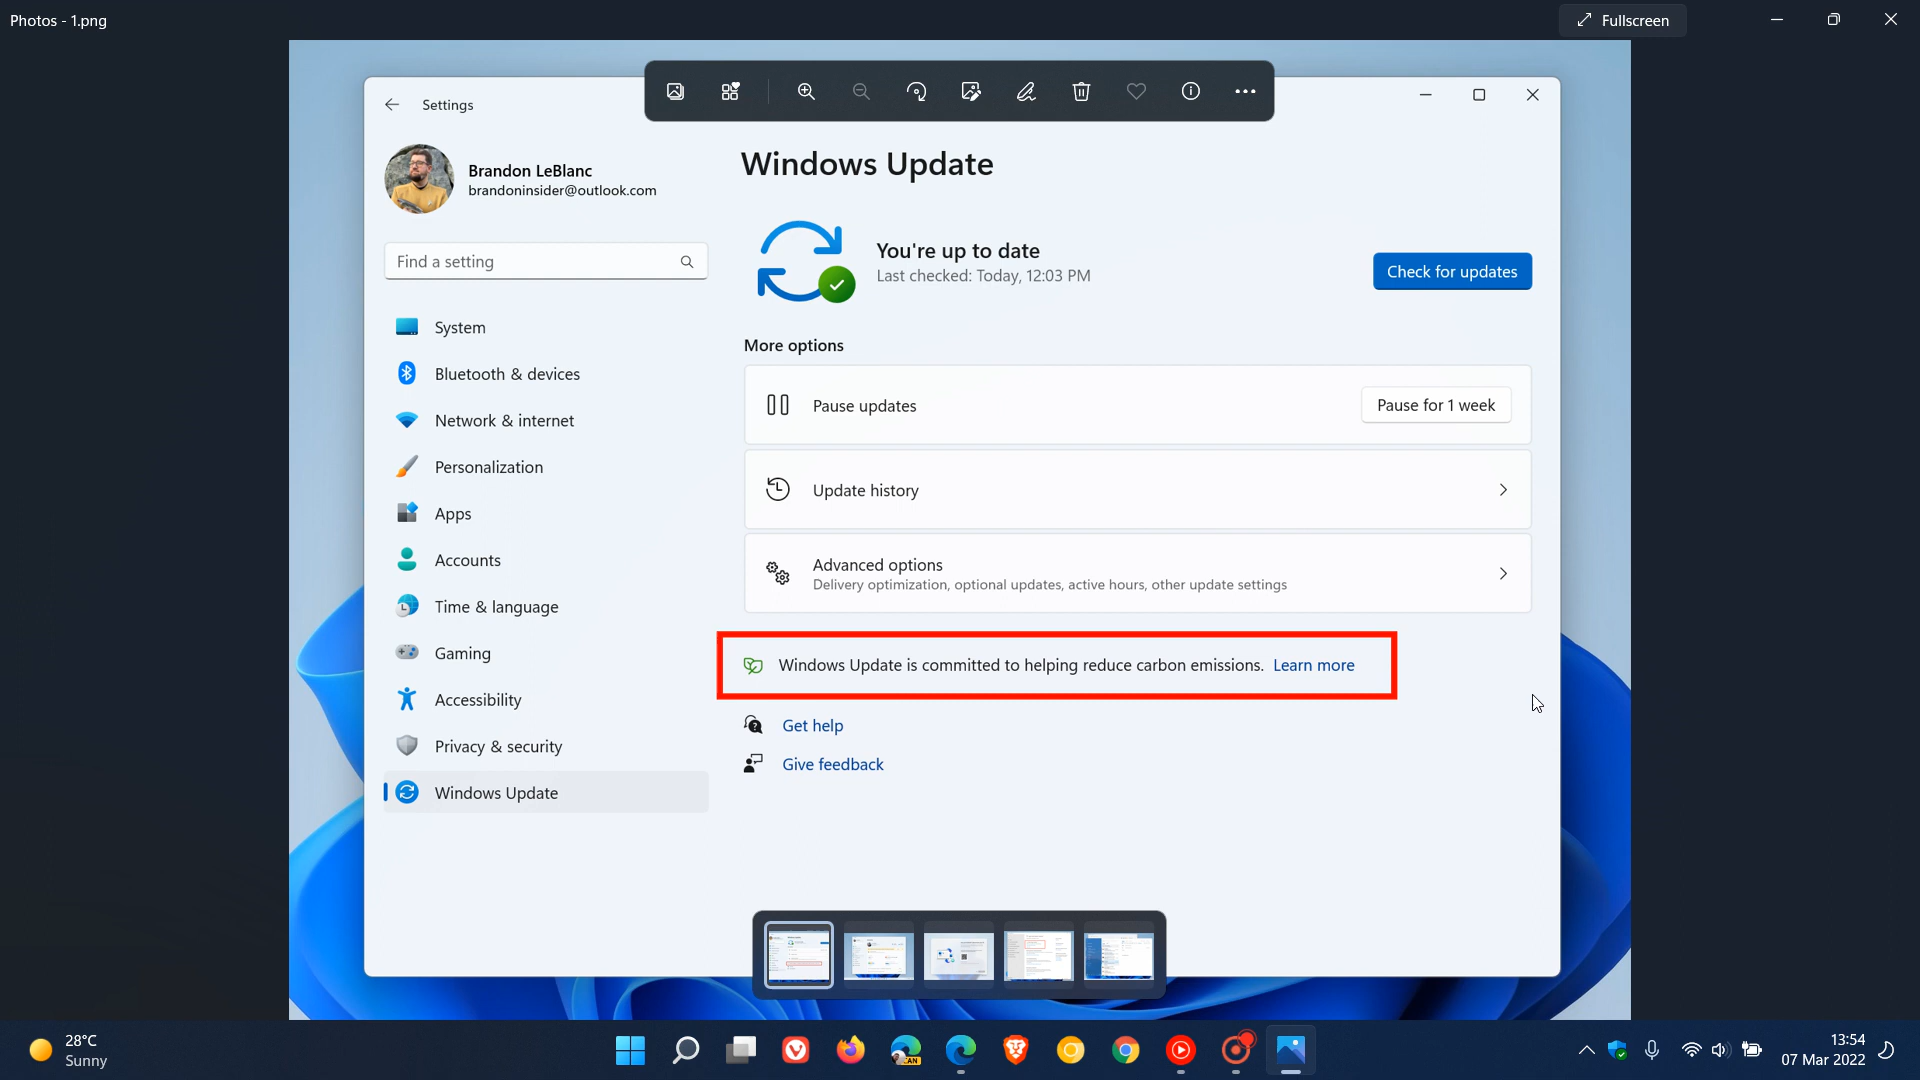 Photos - 1.png
Fullscreen
Settings
Brandon LeBlanc
brandoninsider@outlook.com
Find a setting
System
Bluetooth & devices
Network & internet
Personalization
Apps
Accounts
Time & language
Gaming
Accessibility
Privacy & security
Windows Update
Windows Update
You're up to date
Last checked: Today, 12:03 PM
Check for updates
More options
Pause updates
Pause for 1 week
Update history
Advanced options
Delivery optimization, optional updates, active hours, other update settings
Windows Update is committed to helping reduce carbon emissions. Learn more
Get help
Give feedback
28°C
Sunny
CAN
13:54
07 Mar 2022